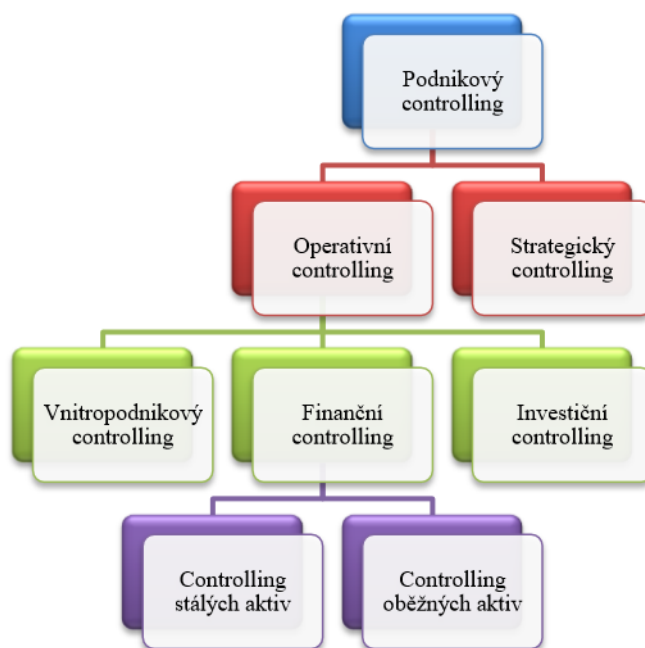 Podnikový
controlling
Operativní
controlling
Strategický
controlling
Vnitropodnikový
controlling
Finanční
controlling
Investiční
controlling
Controlling
stálých aktiv
Controlling
oběžných aktiv